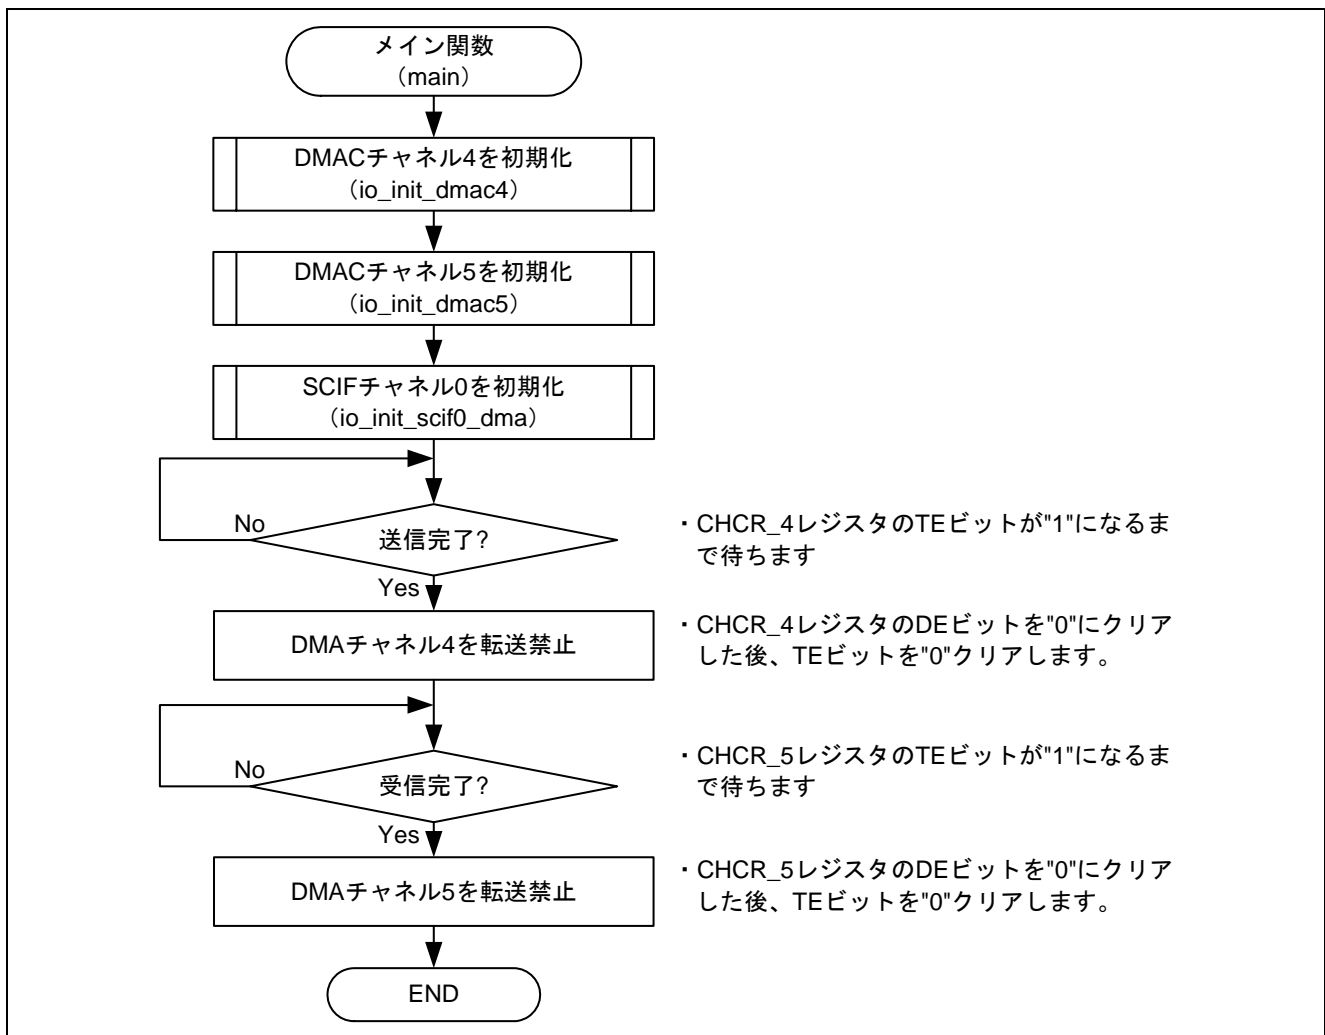 メイン関数
（main）
DMACチャネル4を初期化
（io_init_dmac4）
DMACチャネル5を初期化
（io_init_dmac5）
SCIFチャネル0を初期化
（io_init_scif0_dma）
No
送信完了?
・CHCR_4レジスタのTEビットが"1"になるま
で待ちます
Yes
DMAチャネル4を転送禁止
・CHCR_4レジスタのDEビットを"0"にクリア
した後、TEビットを"0"クリアします。
No
受信完了?
・CHCR_5レジスタのTEビットが"1"になるま
で待ちます
Yes
DMAチャネル5を転送禁止
・CHCR_5レジスタのDEビットを"0"にクリア
した後、TEビットを"0"クリアします。
END